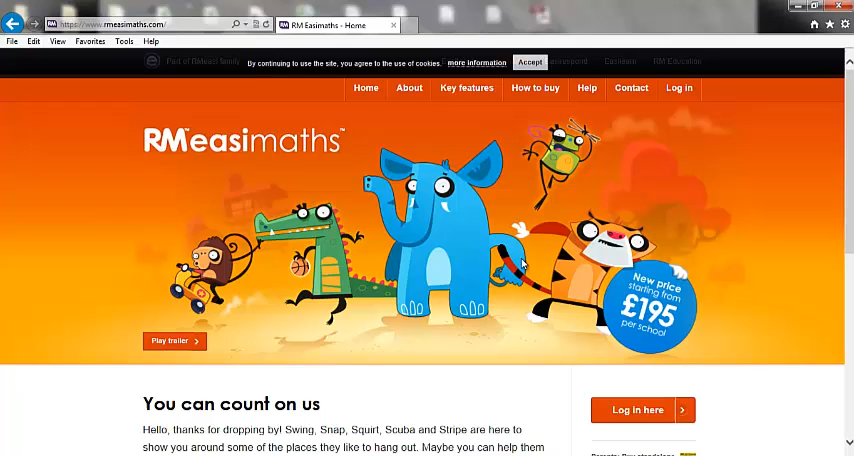 https://www.rmeasimaths.com/
RM Easimaths - Home
File Edit View Favorites Tools Help
Part of RMeasi family
By continuing to use the site, you agree to the use of cookies. more information Accept
Easilearn RM Education
Home About Key features How to buy Help Contact Log in
RM™easimaths™
New price
starting from
£195
per school
Play trailer
You can count on us
Log in here
Hello, thanks for dropping by! Swing, Snap, Squirt, Scuba and Stripe are here to
show you around some of the places they like to hang out. Maybe you can help them